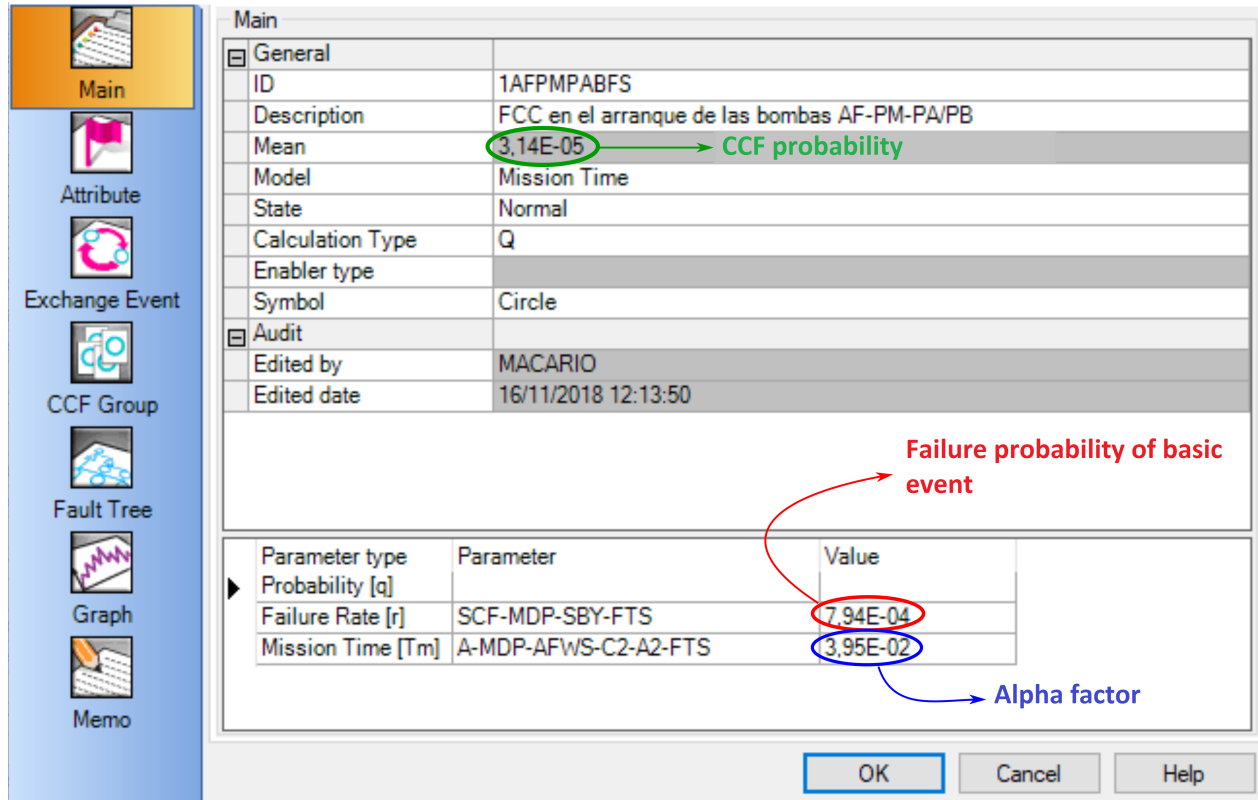 Main
Attribute
Exchange Event
CCF Group
Fault Tree
Graph
Memo
Main
General
ID 1AFPMPABFS
Description FCC en el arranque de las bombas AF-PM-PA/PB
Mean 3,14E-05 CCF probability
Model Mission Time
State Normal
Calculation Type Q
Enabler type
Symbol Circle
Audit
Edited by MACARIO
Edited date 16/11/2018 12:13:50
Failure probability of basic
event
Parameter type Parameter Value
Probability [q]
Failure Rate [r] SCF-MDP-SBY-FTS 7,94E-04
Mission Time [Tm] A-MDP-AFWS-C2-A2-FTS 3,95E-02
Alpha factor
OK Cancel Help